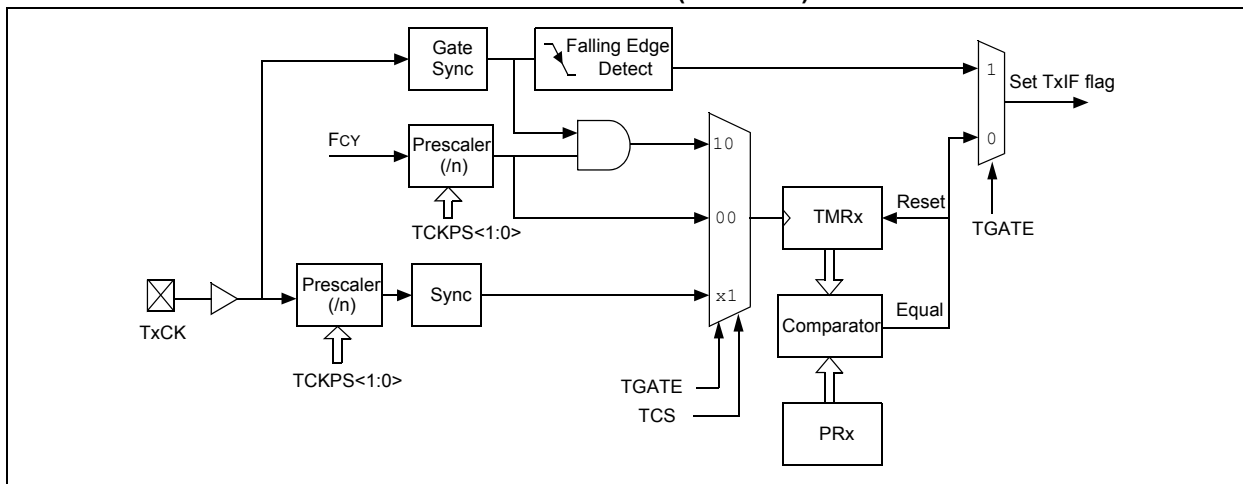 Gate
Sync
Falling Edge
Detect
1
Set TxIF flag
0
FCY
Prescaler
(/n)
10
TCKPS<1:0>
00
TMRx
Reset
TGATE
TxCK
Prescaler
(/n)
Sync
x1
Comparator
Equal
TCKPS<1:0>
TGATE
TCS
PRx